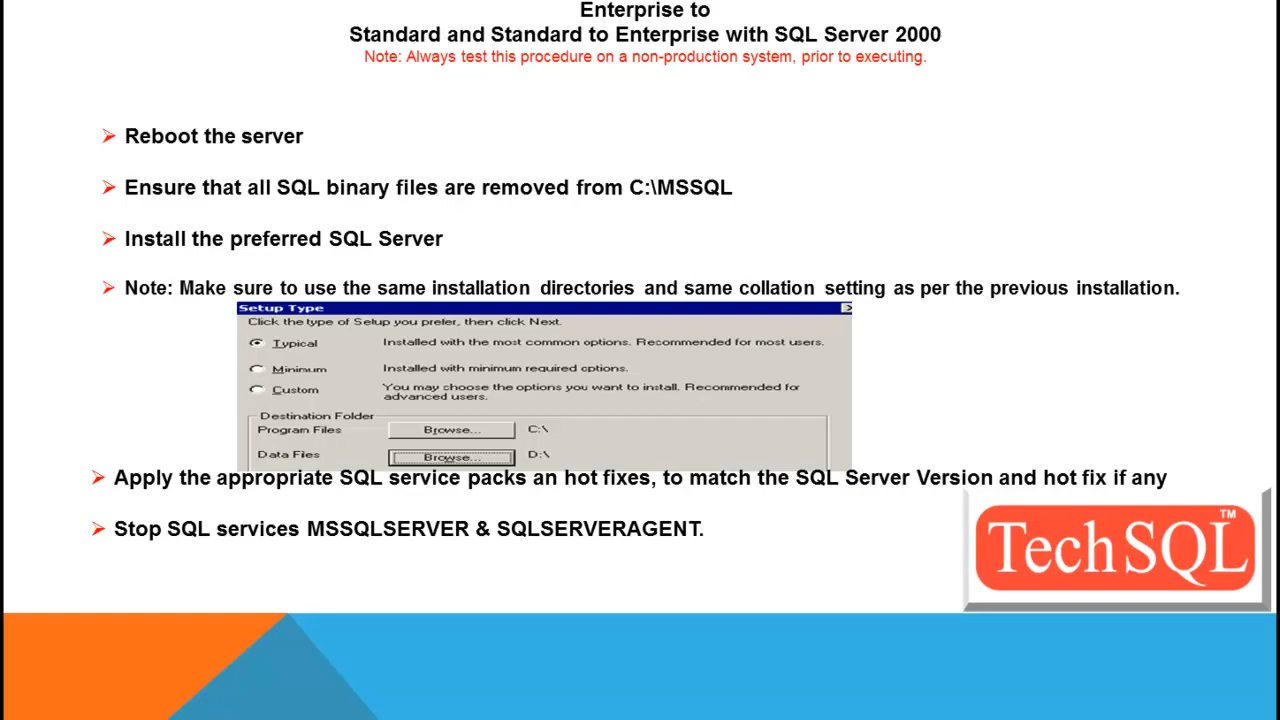 Enterprise to
Standard and Standard to Enterprise with SQL Server 2000
Note: Always test this procedure on a non-production system, prior to executing.
Reboot the server
Ensure that all SQL binary files are removed from C:\MSSQL
Install the preferred SQL Server
Note: Make sure to use the same installation directories and same collation setting as per the previous installation.
Setup Type
Click the type of Setup you prefer, then click Next.
Typical Installed with the most common options. Recommended for most users.
Minimum Installed with minimum required options.
Custom You may choose the options you want to install. Recommended for
advanced users.
Destination Folder
Program Files Browse... C:\
Data Files Browse... D:\
Apply the appropriate SQL service packs an hot fixes, to match the SQL Server Version and hot fix if any
Stop SQL services MSSQLSERVER & SQLSERVERAGENT.
TechSQL™